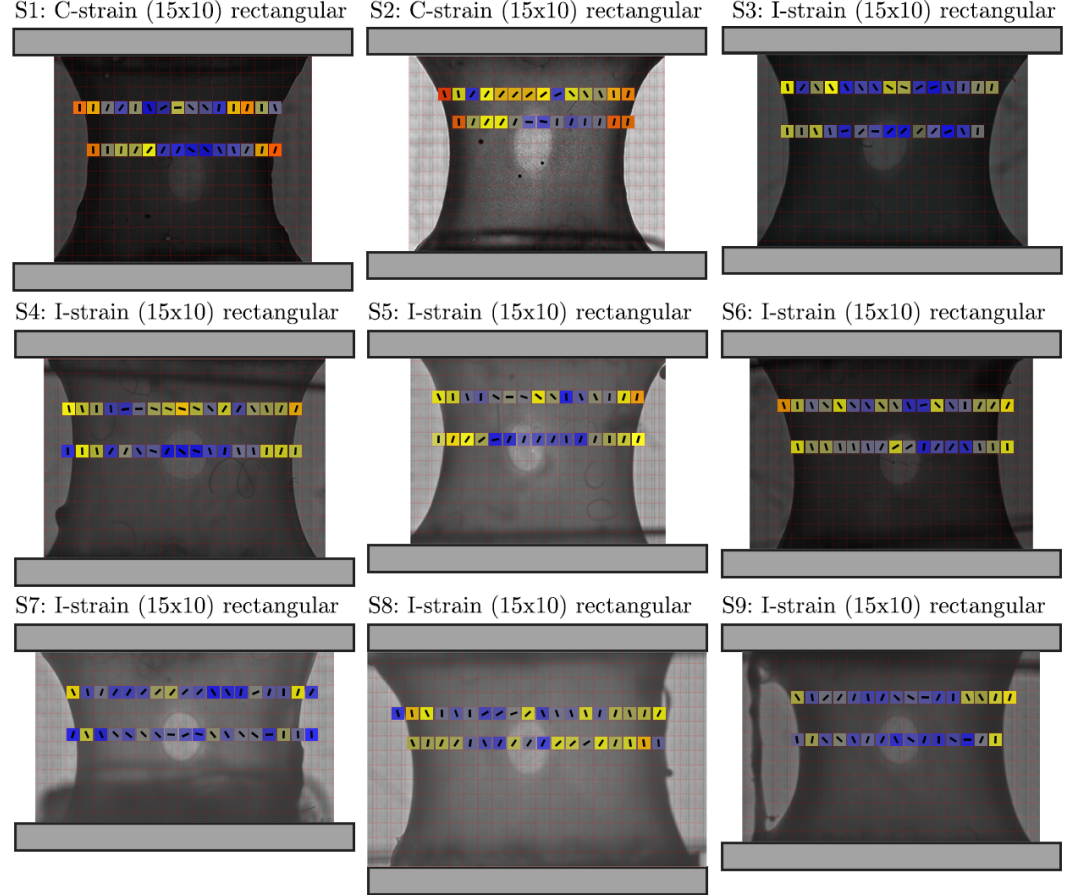 S1: C-strain (15x10) rectangular
S2: C-strain (15x10) rectangular
S3: I-strain (15x10) rectangular
S4: I-strain (15x10) rectangular
S5: I-strain (15x10) rectangular
S6: I-strain (15x10) rectangular
S7: I-strain (15x10) rectangular
S8: I-strain (15x10) rectangular
S9: I-strain (15x10) rectangular